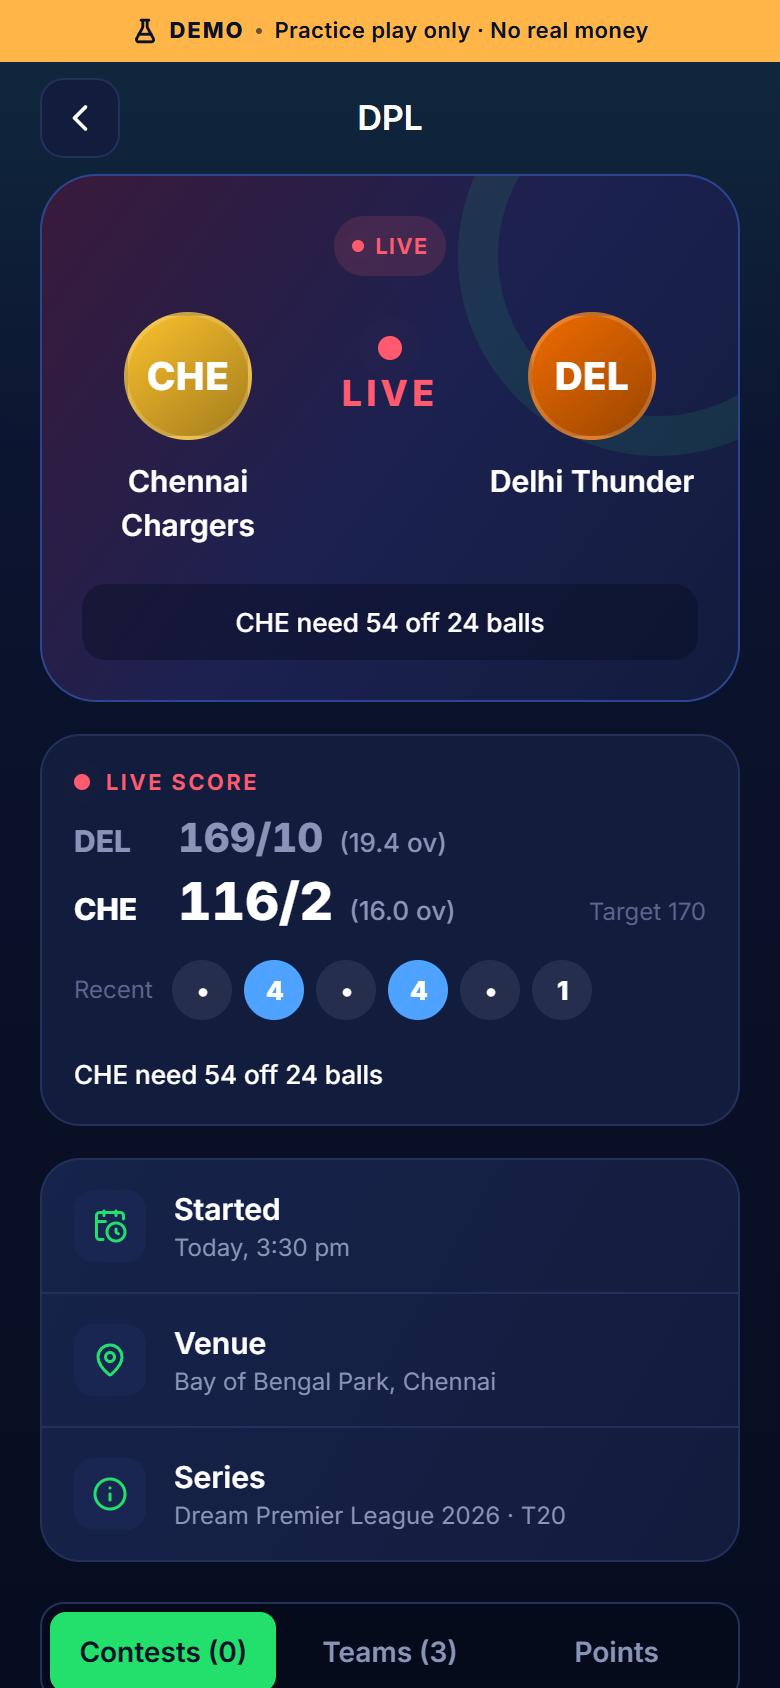 DEMO • Practice play only · No real money
DPL
LIVE
CHE
LIVE
DEL
Chennai
Chargers
Delhi Thunder
CHE need 54 off 24 balls
LIVE SCORE
DEL 169/10 (19.4 ov)
CHE 116/2 (16.0 ov) Target 170
Recent • 4 • 4 • 1
CHE need 54 off 24 balls
Started
Today, 3:30 pm
Venue
Bay of Bengal Park, Chennai
Series
Dream Premier League 2026 · T20
Contests (0) Teams (3) Points